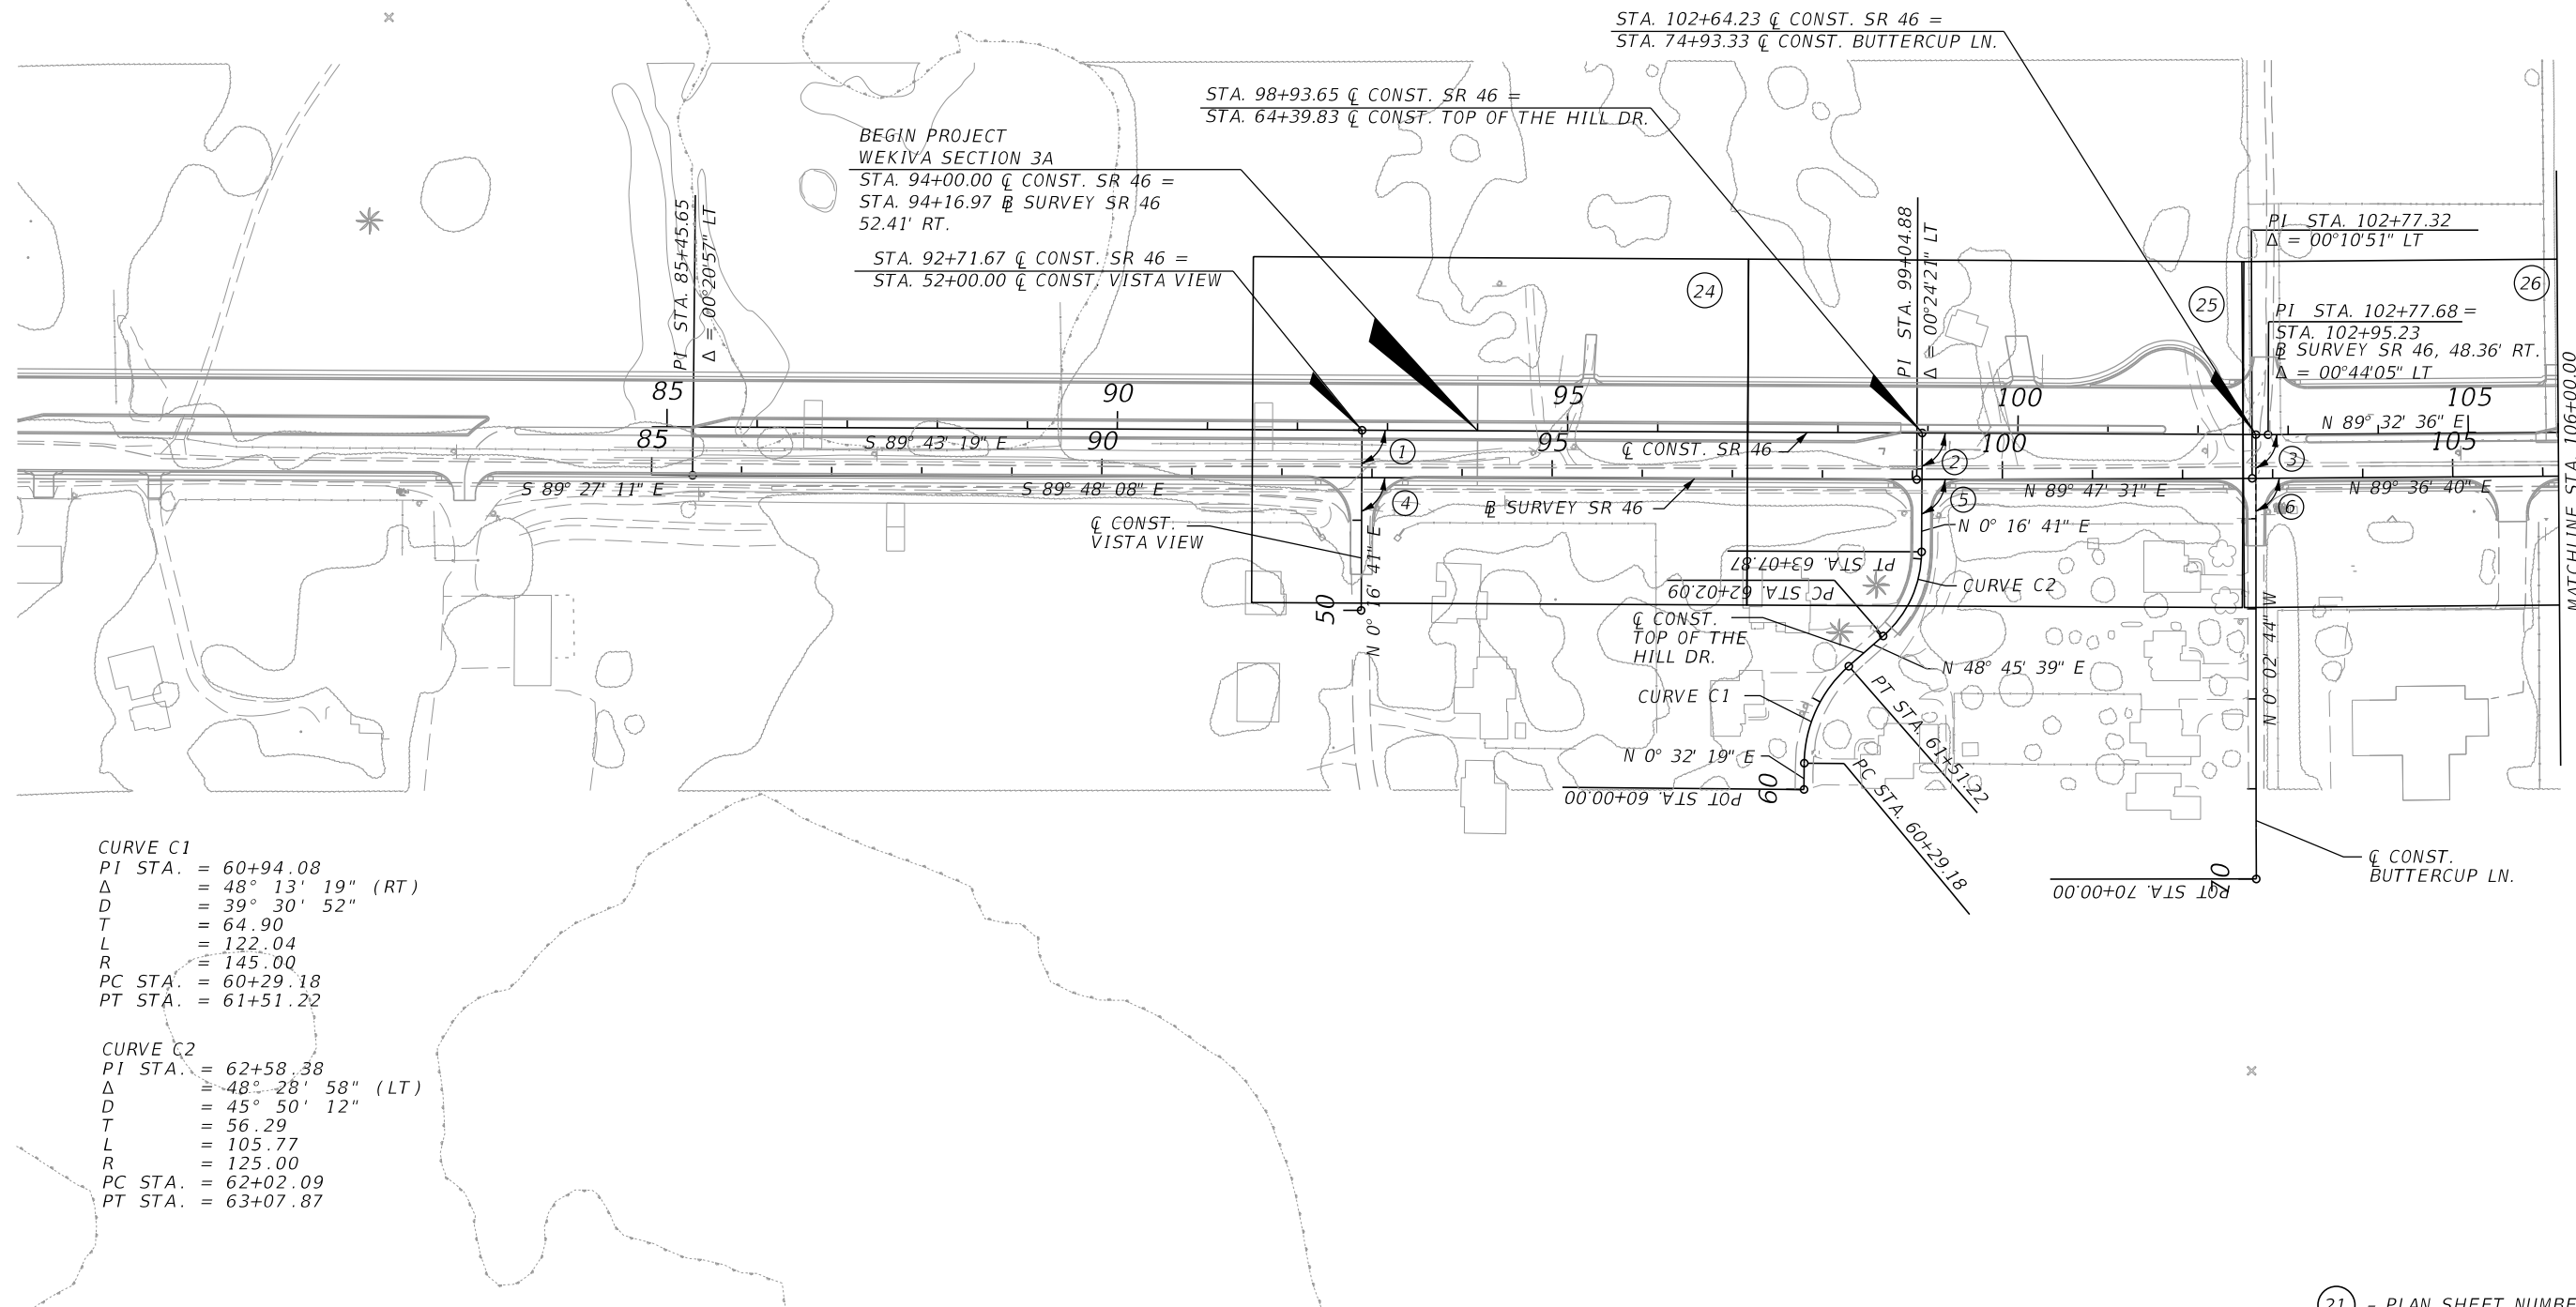 STA. 102+64.23 ℄ CONST. SR 46 =
STA. 74+93.33 ℄ CONST. BUTTERCUP LN.
STA. 98+93.65 ℄ CONST. SR 46 =
STA. 64+39.83 ℄ CONST. TOP OF THE HILL DR.
BEGIN PROJECT
WEKIVA SECTION 3A
STA. 94+00.00 ℄ CONST. SR 46 =
STA. 94+16.97 BL SURVEY SR 46
52.41' RT.
STA. 92+71.67 ℄ CONST. SR 46 =
STA. 52+00.00 ℄ CONST. VISTA VIEW
PI STA. 85+45.65
Δ = 00°20'57" LT
PI STA. 99+04.88
Δ = 00°24'21" LT
PI STA. 102+77.32
Δ = 00°10'51" LT
24
25
26
PI STA. 102+77.68 =
STA. 102+95.23
BL SURVEY SR 46, 48.36' RT.
Δ = 00°44'05" LT
MATCHLINE STA. 106+00.00
85
90
95
100
105
85
90
95
100
105
S 89° 43' 19" E
℄ CONST. SR 46
N 89° 32' 36" E
1
2
3
S 89° 27' 11" E
S 89° 48' 08" E
BL SURVEY SR 46
N 89° 47' 31" E
N 89° 36' 40" E
4
5
6
℄ CONST.
VISTA VIEW
N 0° 16' 41" E
50
N 0° 16' 41" E
PT STA. 63+07.87
PC STA. 62+02.09
CURVE C2
℄ CONST.
TOP OF THE
HILL DR.
N 48° 45' 39" E
CURVE C1
PT STA. 61+51.22
N 0° 32' 19" E
PC STA. 60+29.18
POT STA. 60+00.00
60
N 0° 02' 44" W
POT STA. 70+00.00
70
℄ CONST.
BUTTERCUP LN.
CURVE C1
PI STA. = 60+94.08
Δ = 48° 13' 19" (RT)
D = 39° 30' 52"
T = 64.90
L = 122.04
R = 145.00
PC STA. = 60+29.18
PT STA. = 61+51.22
CURVE C2
PI STA. = 62+58.38
Δ = 48° 28' 58" (LT)
D = 45° 50' 12"
T = 56.29
L = 105.77
R = 125.00
PC STA. = 62+02.09
PT STA. = 63+07.87
21 - PLAN SHEET NUMBE